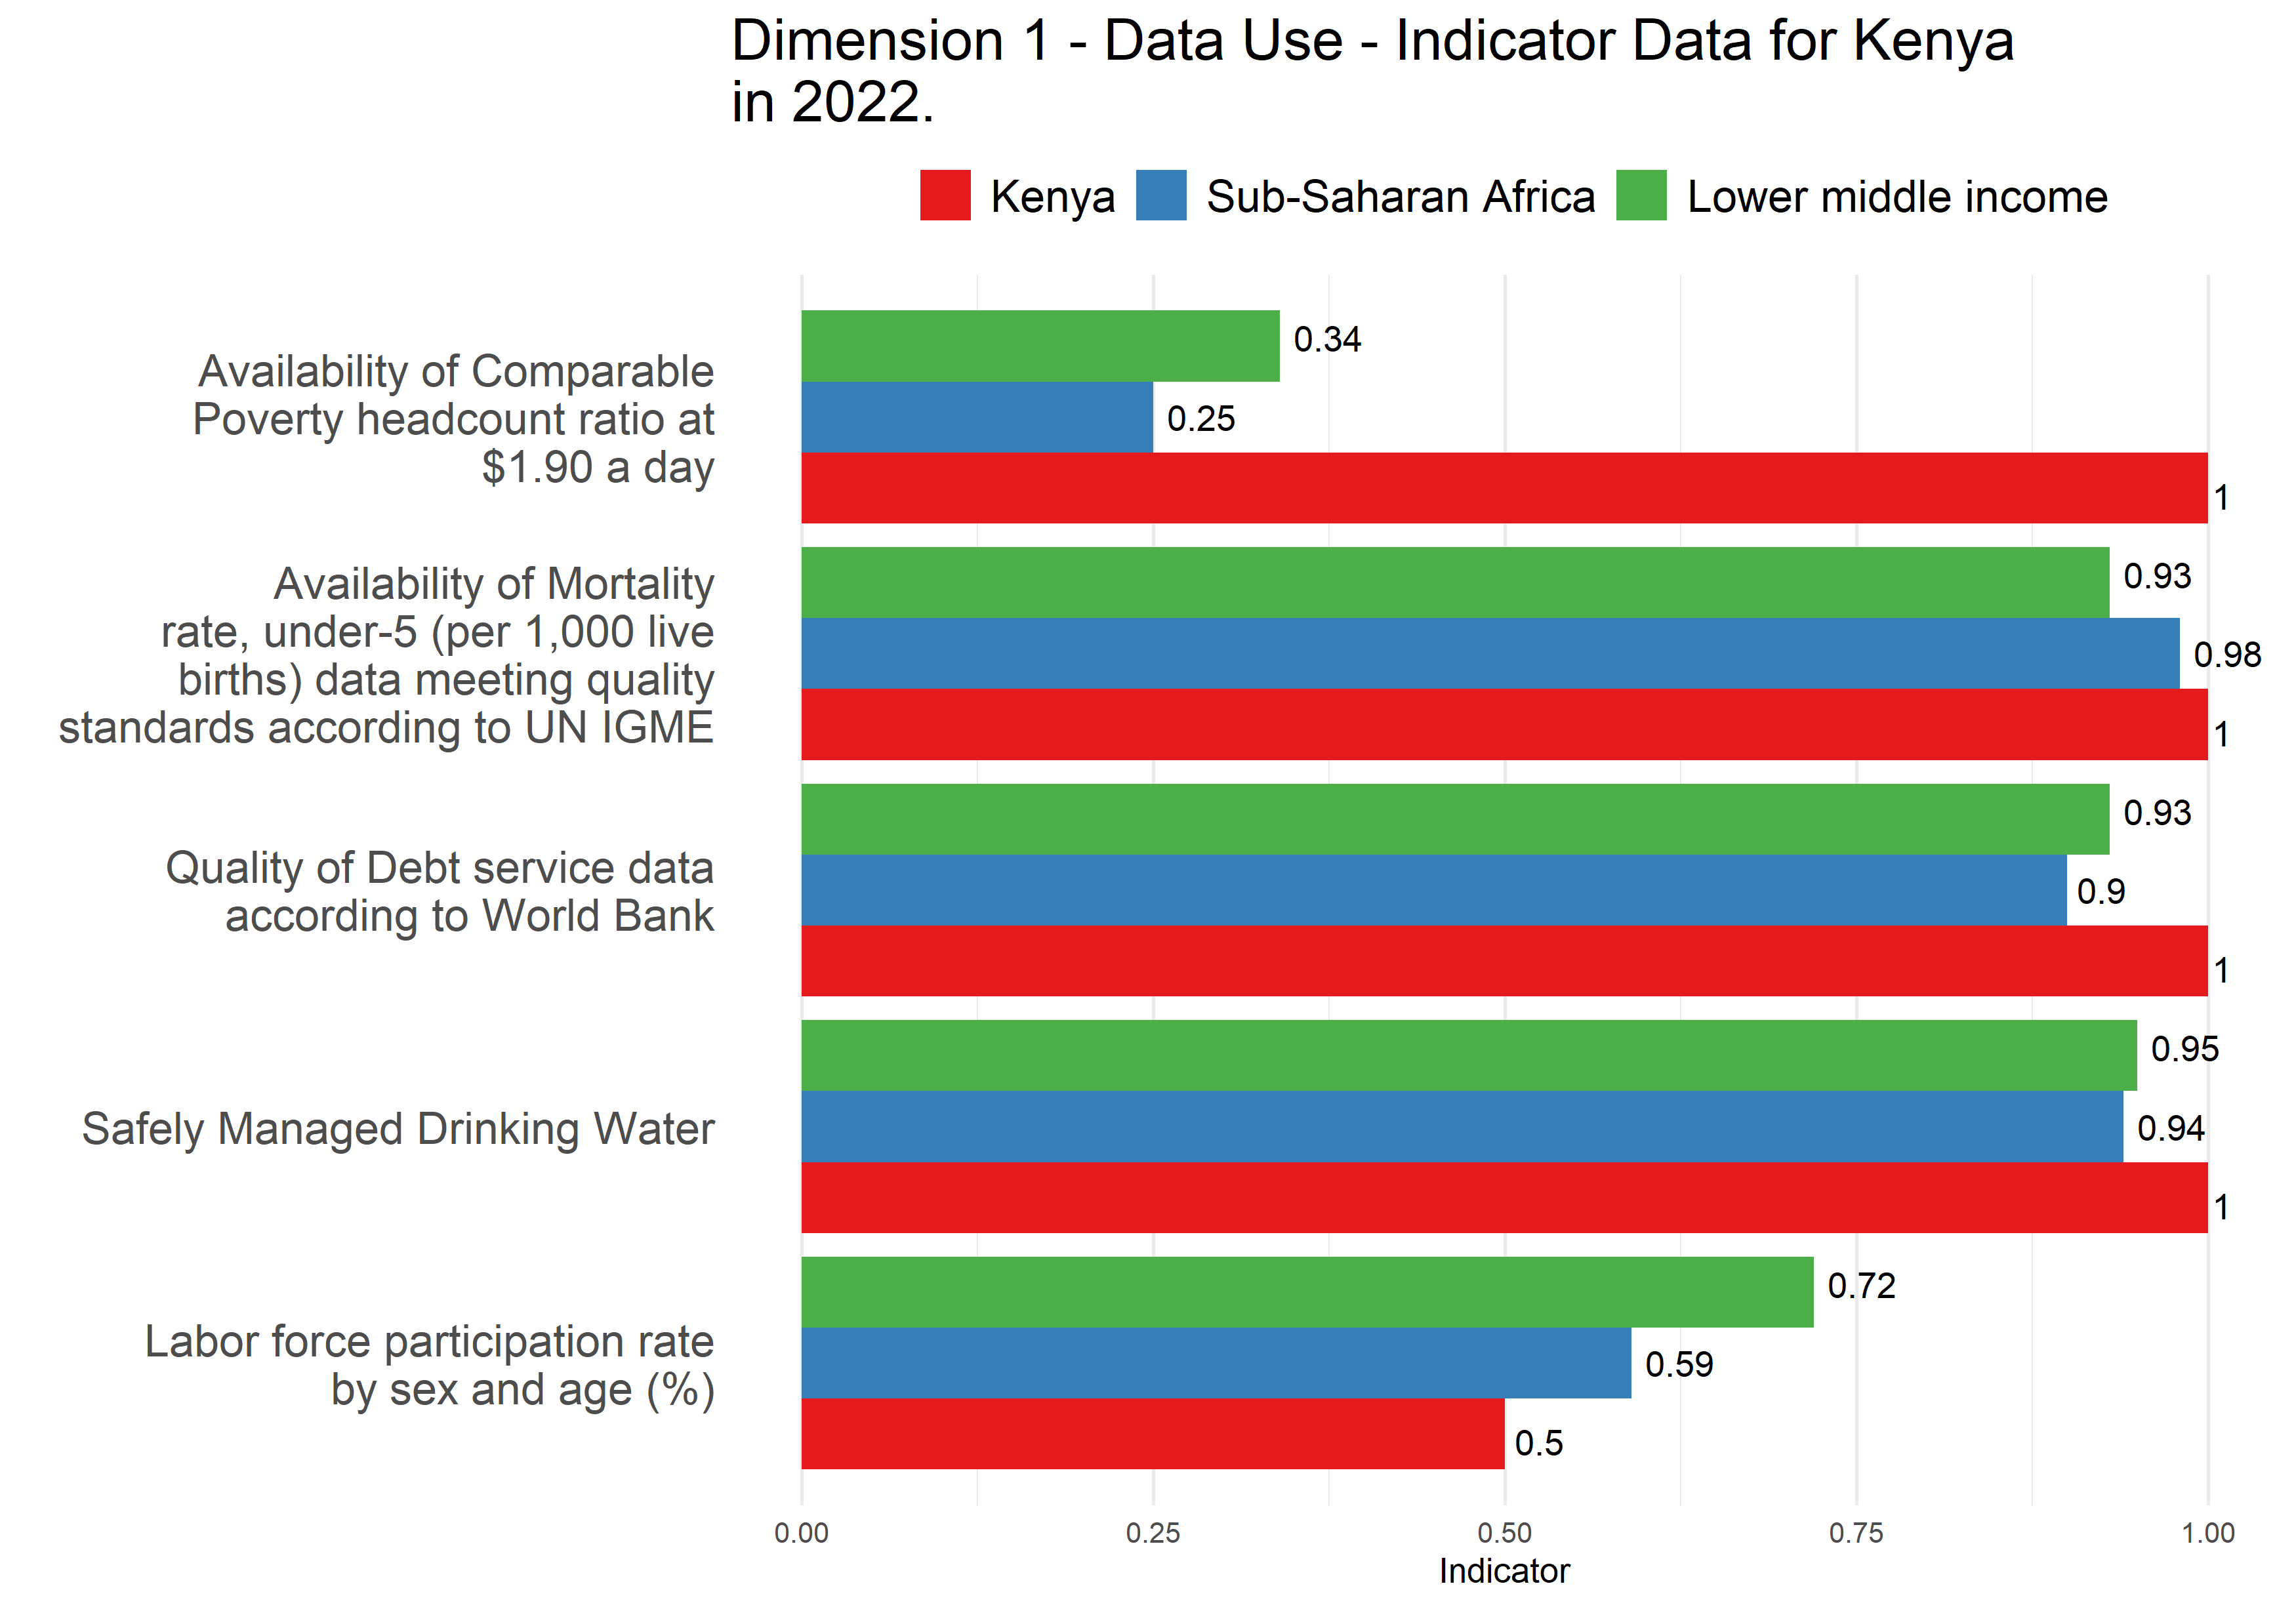 Dimension 1 - Data Use - Indicator Data for Kenya
in 2022.
Kenya Sub-Saharan Africa Lower middle income
Availability of Comparable
Poverty headcount ratio at
$1.90 a day
0.34
0.25
1
Availability of Mortality
rate, under-5 (per 1,000 live
births) data meeting quality
standards according to UN IGME
0.93
0.98
1
Quality of Debt service data
according to World Bank
0.93
0.9
1
Safely Managed Drinking Water
0.95
0.94
1
Labor force participation rate
by sex and age (%)
0.72
0.59
0.5
0.00 0.25 0.50 0.75 1.00
Indicator